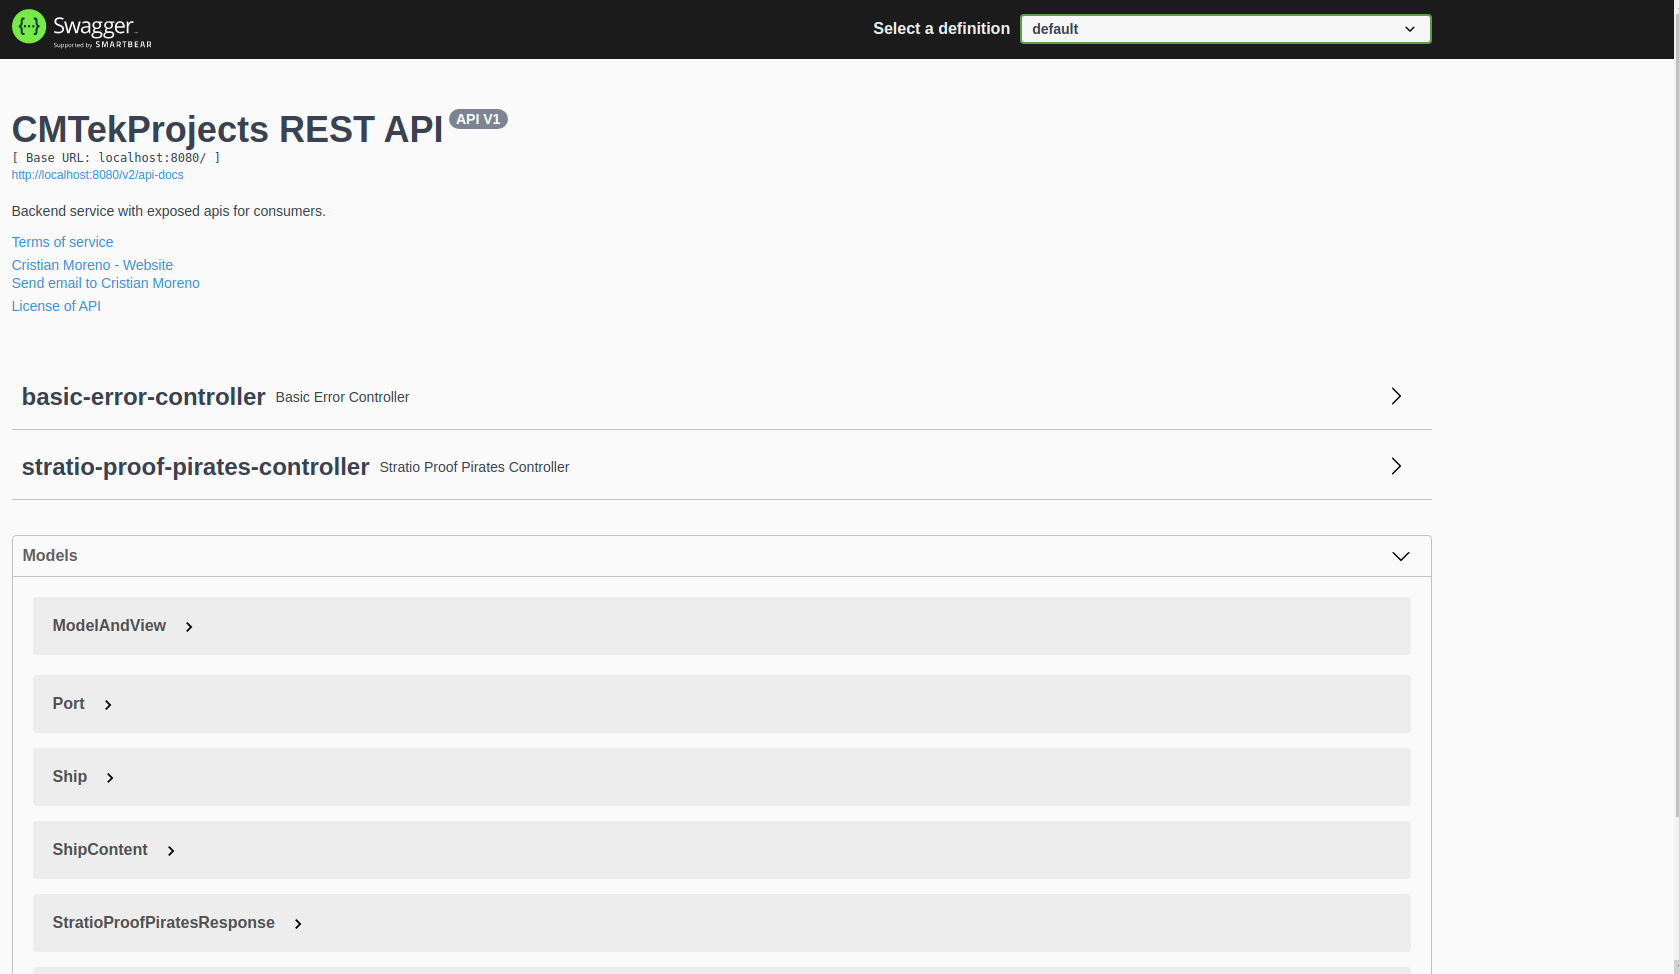 {···} Swagger
Supported by SMARTBEAR
Select a definition
default
CMTekProjects REST API API V1
[ Base URL: localhost:8080/ ]
http://localhost:8080/v2/api-docs
Backend service with exposed apis for consumers.
Terms of service
Cristian Moreno - Website
Send email to Cristian Moreno
License of API
basic-error-controller Basic Error Controller
stratio-proof-pirates-controller Stratio Proof Pirates Controller
Models
ModelAndView
Port
Ship
ShipContent
StratioProofPiratesResponse